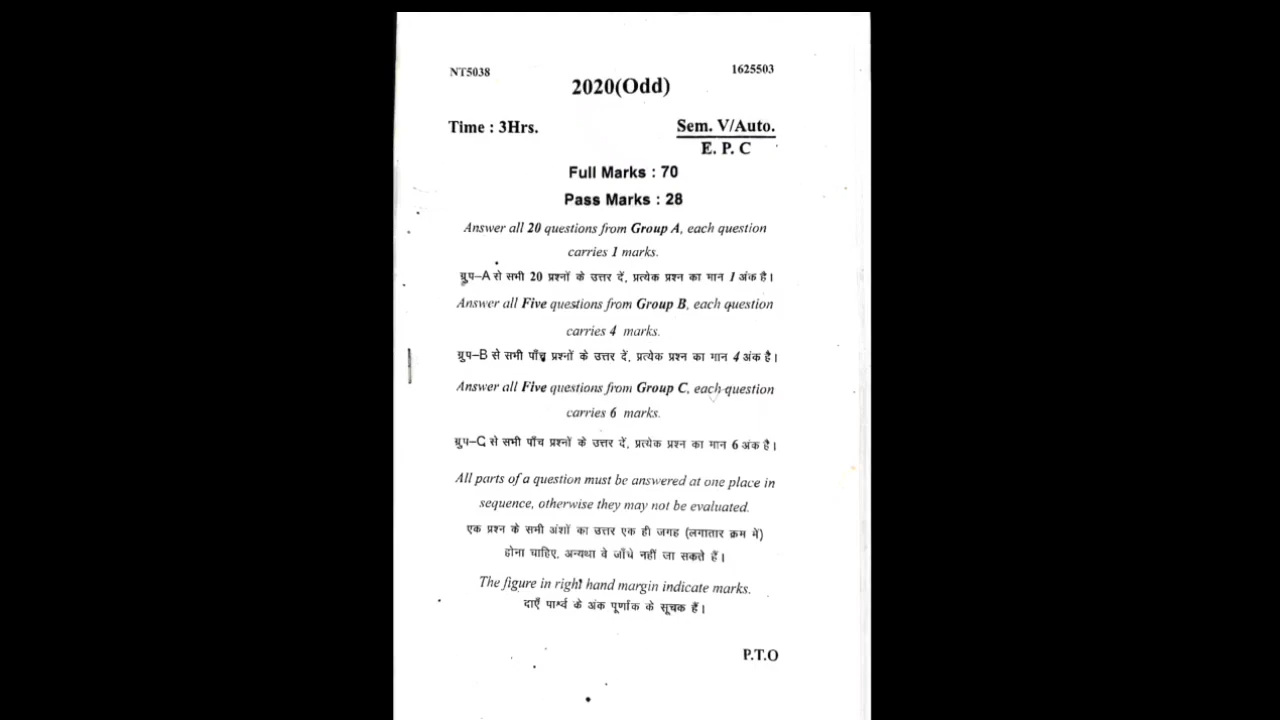 NT5038
1625503
2020(Odd)
Time : 3Hrs.
Sem. V/Auto.
E. P. C
Full Marks : 70
Pass Marks : 28
Answer all 20 questions from Group A, each question
carries 1 marks.
ग्रुप–A से सभी 20 प्रश्नों के उत्तर दें, प्रत्येक प्रश्न का मान 1 अंक है।
Answer all Five questions from Group B, each question
carries 4 marks.
ग्रुप–B से सभी पाँच प्रश्नों के उत्तर दें, प्रत्येक प्रश्न का मान 4 अंक है।
Answer all Five questions from Group C, each question
carries 6 marks.
ग्रुप–C से सभी पाँच प्रश्नों के उत्तर दें, प्रत्येक प्रश्न का मान 6 अंक है।
All parts of a question must be answered at one place in
sequence, otherwise they may not be evaluated.
एक प्रश्न के सभी अंशों का उत्तर एक ही जगह (लगातार क्रम में)
होना चाहिए, अन्यथा वे जाँचे नहीं जा सकते हैं।
The figure in right hand margin indicate marks.
दाएँ पार्श्व के अंक पूर्णांक के सूचक हैं।
P.T.O